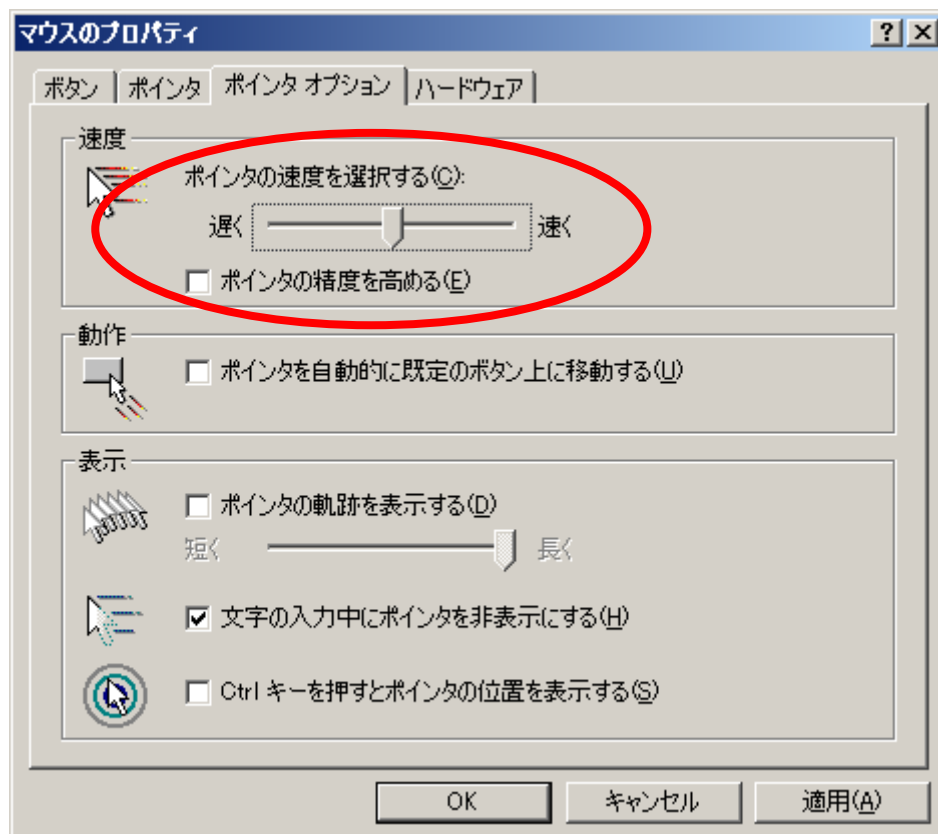 マウスのプロパティ
ボタン ポインタ ポインタ オプション ハードウェア
速度
ポインタの速度を選択する(C):
遅く 速く
ポインタの精度を高める(E)
動作
ポインタを自動的に既定のボタン上に移動する(U)
表示
ポインタの軌跡を表示する(D)
短く 長く
文字の入力中にポインタを非表示にする(H)
Ctrl キーを押すとポインタの位置を表示する(S)
OK キャンセル 適用(A)